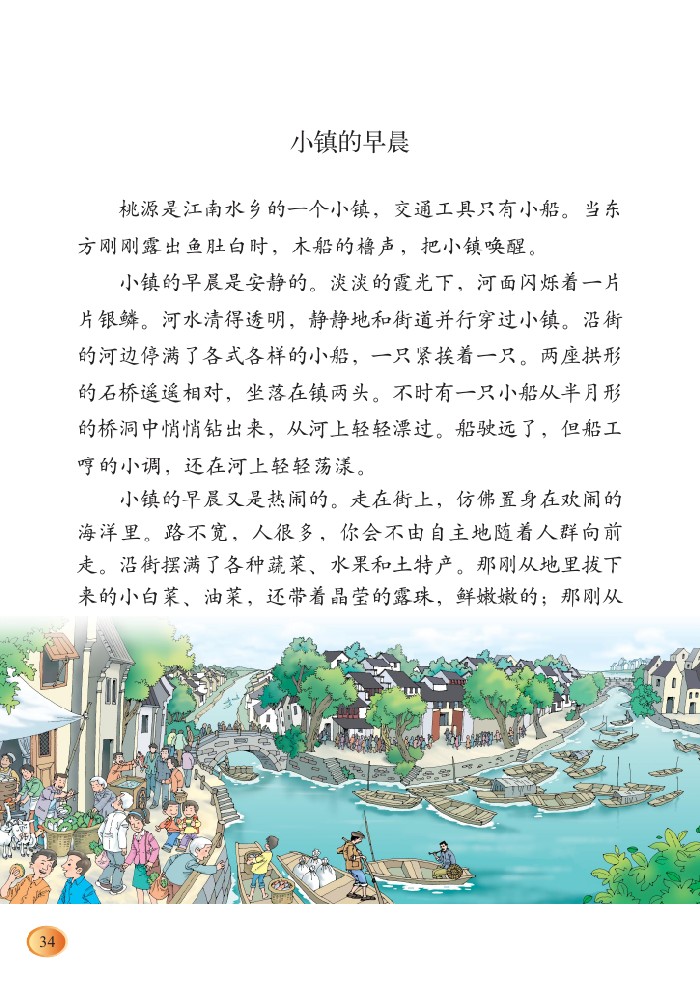 小镇的早晨
桃源是江南水乡的一个小镇，交通工具只有小船。当东
方刚刚露出鱼肚白时，木船的橹声，把小镇唤醒。
小镇的早晨是安静的。淡淡的霞光下，河面闪烁着一片
片银鳞。河水清得透明，静静地和街道并行穿过小镇。沿街
的河边停满了各式各样的小船，一只紧挨着一只。两座拱形
的石桥遥遥相对，坐落在镇两头。不时有一只小船从半月形
的桥洞中悄悄钻出来，从河上轻轻漂过。船驶远了，但船工
哼的小调，还在河上轻轻荡漾。
小镇的早晨又是热闹的。走在街上，仿佛置身在欢闹的
海洋里。路不宽，人很多，你会不由自主地随着人群向前
走。沿街摆满了各种蔬菜、水果和土特产。那刚从地里拔下
来的小白菜、油菜，还带着晶莹的露珠，鲜嫩嫩的；那刚从
34